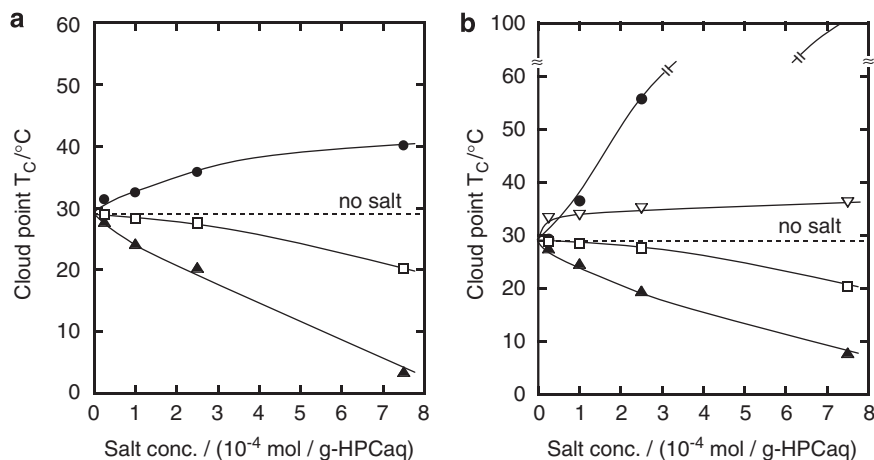 a
60
50
40
30
20
10
0
Cloud point T_C/°C
no salt
0 1 2 3 4 5 6 7 8
Salt conc. / (10⁻⁴ mol / g-HPCaq)
b
100
60
50
40
30
20
10
0
Cloud point T_C/°C
no salt
0 1 2 3 4 5 6 7 8
Salt conc. / (10⁻⁴ mol / g-HPCaq)